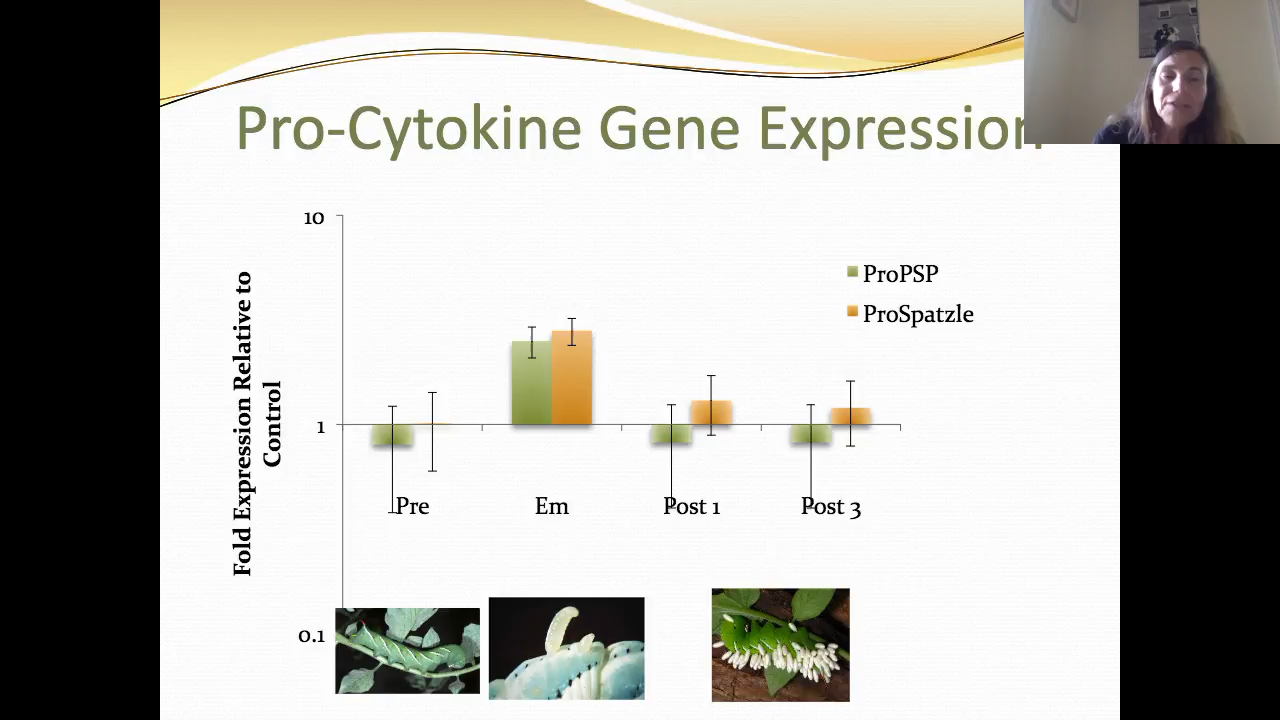 Pro-Cytokine Gene Expression
10
ProPSP
ProSpatzle
Fold Expression Relative to
Control
1
Pre
Em
Post 1
Post 3
0.1